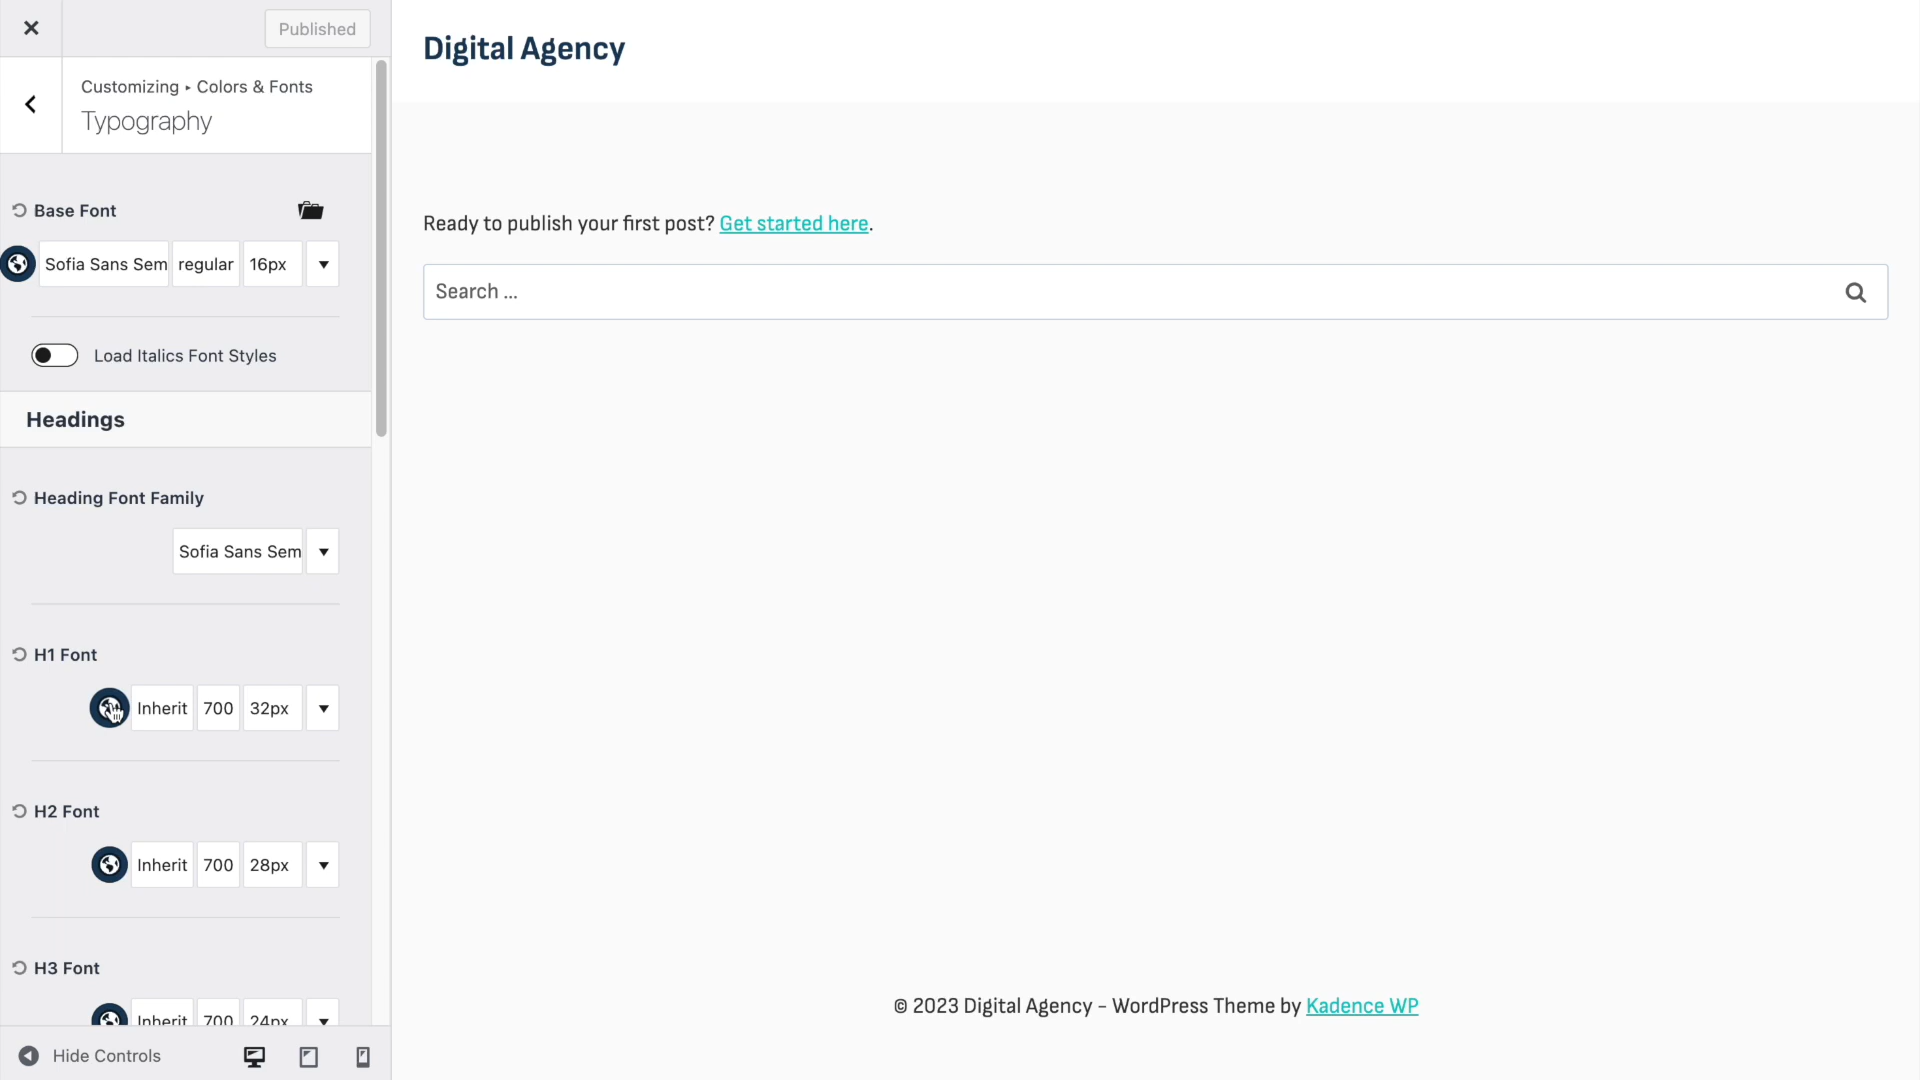 Published
Customizing ▸ Colors & Fonts
Typography
Base Font
Sofia Sans Sem regular 16px
Load Italics Font Styles
Headings
Heading Font Family
Sofia Sans Sem
H1 Font
Inherit 700 32px
H2 Font
Inherit 700 28px
H3 Font
Inherit 700 24px
Hide Controls
Digital Agency
Ready to publish your first post? Get started here.
Search ...
© 2023 Digital Agency - WordPress Theme by Kadence WP